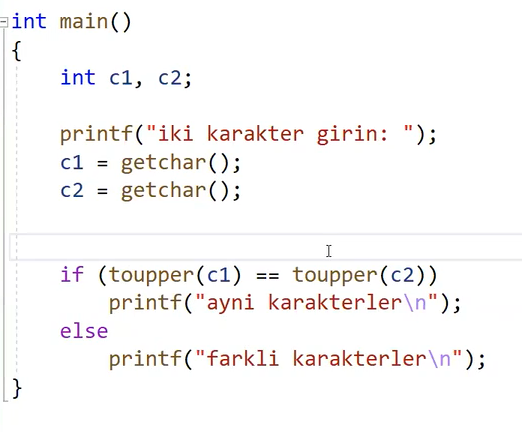 int main()
{
    int c1, c2;
    printf("iki karakter girin: ");
    c1 = getchar();
    c2 = getchar();
    if (toupper(c1) == toupper(c2))
        printf("ayni karakterler\n");
    else
        printf("farkli karakterler\n");
}